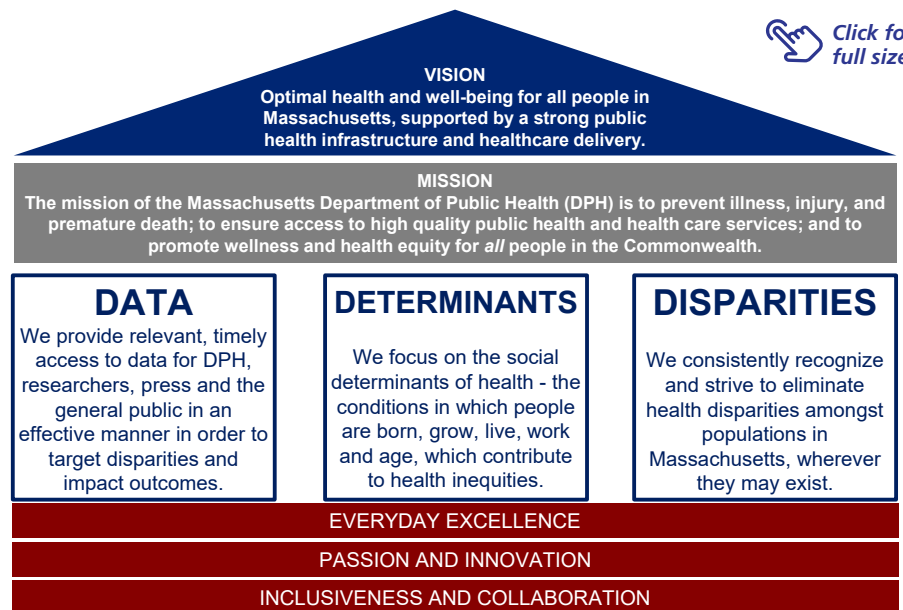 Click fo
full size
VISION
Optimal health and well-being for all people in
Massachusetts, supported by a strong public
health infrastructure and healthcare delivery.
MISSION
The mission of the Massachusetts Department of Public Health (DPH) is to prevent illness, injury, and
premature death; to ensure access to high quality public health and health care services; and to
promote wellness and health equity for all people in the Commonwealth.
DATA
We provide relevant, timely
access to data for DPH,
researchers, press and the
general public in an
effective manner in order to
target disparities and
impact outcomes.
DETERMINANTS
We focus on the social
determinants of health - the
conditions in which people
are born, grow, live, work
and age, which contribute
to health inequities.
DISPARITIES
We consistently recognize
and strive to eliminate
health disparities amongst
populations in
Massachusetts, wherever
they may exist.
EVERYDAY EXCELLENCE
PASSION AND INNOVATION
INCLUSIVENESS AND COLLABORATION